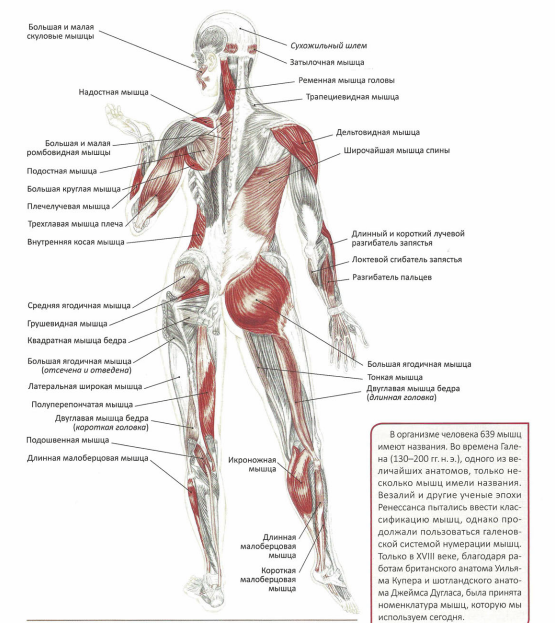 Большая и малая
скуловые мышцы
Надостная мышца
Большая и малая
ромбовидная мышцы
Подостная мышца
Большая круглая мышца
Плечелучевая мышца
Трехглавая мышца плеча
Внутренняя косая мышца
Средняя ягодичная мышца
Грушевидная мышца
Квадратная мышца бедра
Большая ягодичная мышца
(отсечена и отведена)
Латеральная широкая мышца
Полуперепончатая мышца
Двуглавая мышца бедра
(короткая головка)
Подошвенная мышца
Длинная малоберцовая мышца
Сухожильный шлем
Затылочная мышца
Ременная мышца головы
Трапециевидная мышца
Дельтовидная мышца
Широчайшая мышца спины
Длинный и короткий лучевой
разгибатель запястья
Локтевой сгибатель запястья
Разгибатель пальцев
Большая ягодичная мышца
Тонкая мышца
Двуглавая мышца бедра
(длинная головка)
Икроножная
мышца
Длинная
малоберцовая
мышца
Короткая
малоберцовая
мышца
В организме человека 639 мышц
имеют названия. Во времена Гале-
на (130–200 гг. н. э.), одного из ве-
личайших анатомов, только не-
сколько мышц имели названия.
Везалий и другие ученые эпохи
Ренессанса пытались ввести клас-
сификацию мышц, однако про-
должали пользоваться галенов-
ской системой нумерации мышц.
Только в XVIII веке, благодаря ра-
ботам британского анатома Уилья-
ма Купера и шотландского анато-
ма Джеймса Дугласа, была принята
номенклатура мышц, которую мы
используем сегодня.